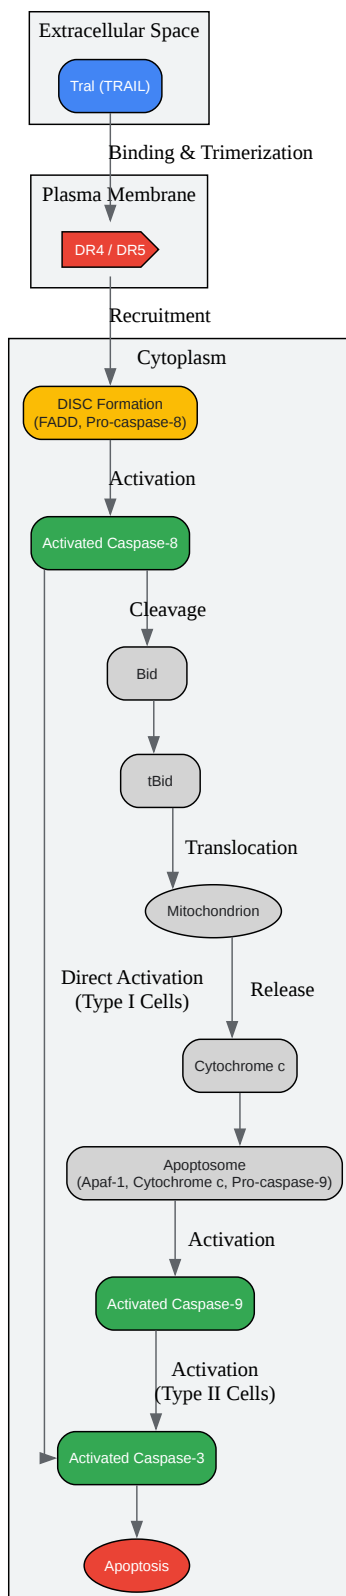 Extracellular Space
Tral (TRAIL)
Binding & Trimerization
Plasma Membrane
DR4 / DR5
Recruitment
Cytoplasm
DISC Formation
(FADD, Pro-caspase-8)
Activation
Activated Caspase-8
Cleavage
Bid
tBid
Translocation
Mitochondrion
Direct Activation
(Type I Cells)
Release
Cytochrome c
Apoptosome
(Apaf-1, Cytochrome c, Pro-caspase-9)
Activation
Activated Caspase-9
Activation
(Type II Cells)
Activated Caspase-3
Apoptosis